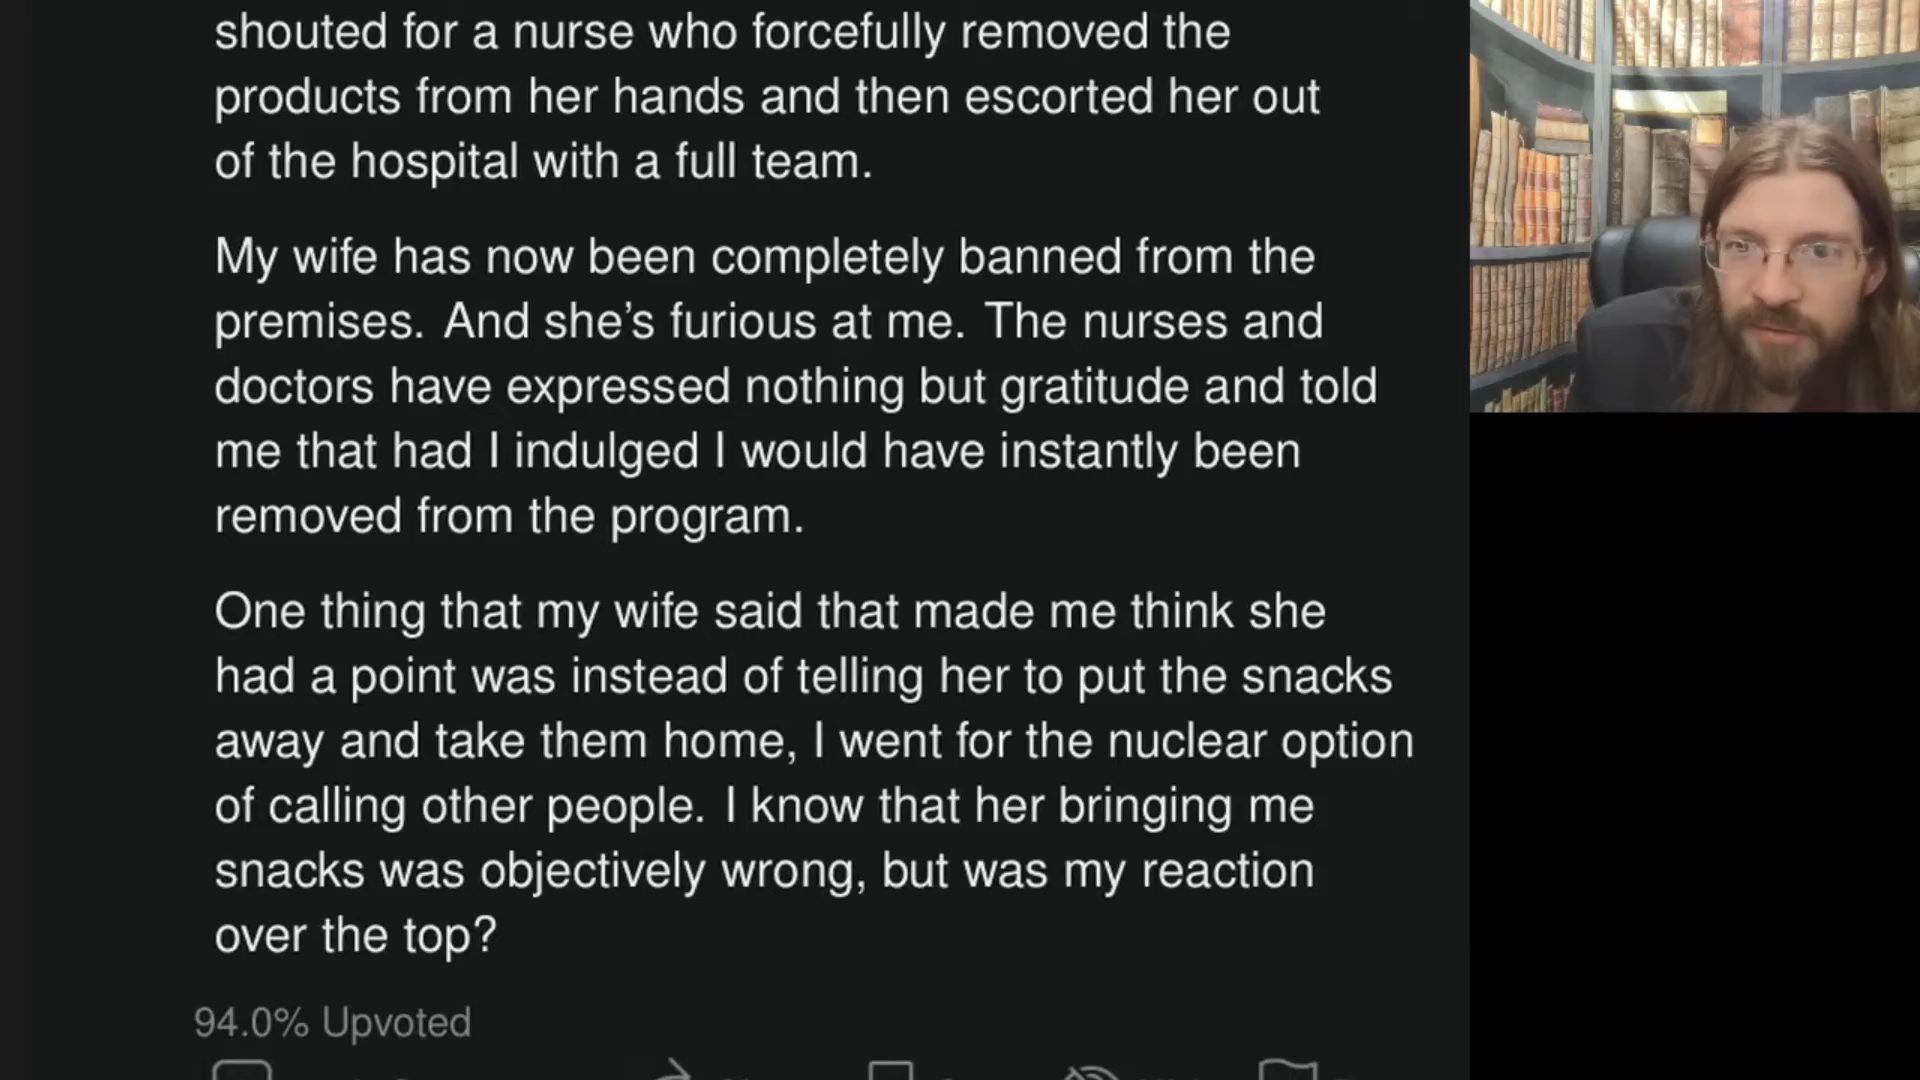 shouted for a nurse who forcefully removed the
products from her hands and then escorted her out
of the hospital with a full team.
My wife has now been completely banned from the
premises. And she’s furious at me. The nurses and
doctors have expressed nothing but gratitude and told
me that had I indulged I would have instantly been
removed from the program.
One thing that my wife said that made me think she
had a point was instead of telling her to put the snacks
away and take them home, I went for the nuclear option
of calling other people. I know that her bringing me
snacks was objectively wrong, but was my reaction
over the top?
94.0% Upvoted